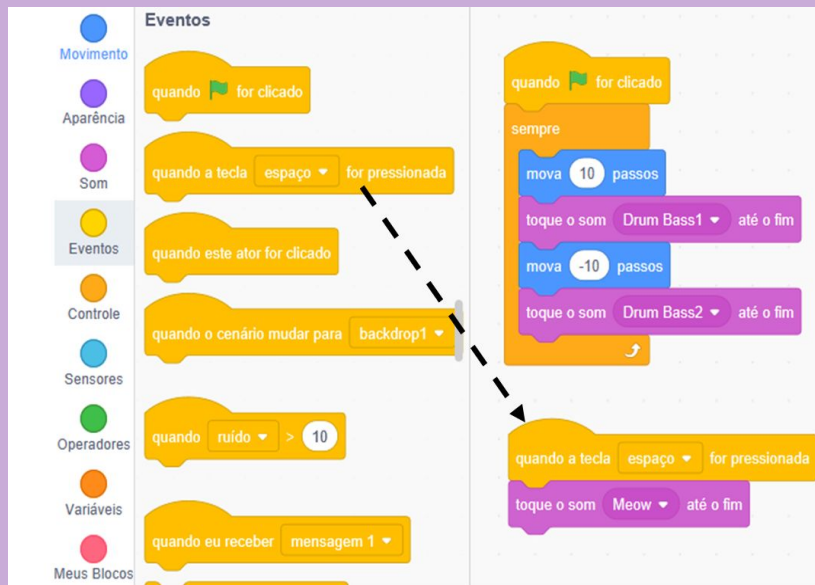 Eventos
Movimento
Aparência
Som
Eventos
Controle
Sensores
Operadores
Variáveis
Meus Blocos
quando for clicado
quando a tecla espaço for pressionada
quando este ator for clicado
quando o cenário mudar para backdrop1
quando ruído > 10
quando eu receber mensagem 1
quando for clicado
sempre
mova 10 passos
toque o som Drum Bass1 até o fim
mova -10 passos
toque o som Drum Bass2 até o fim
quando a tecla espaço for pressionada
toque o som Meow até o fim